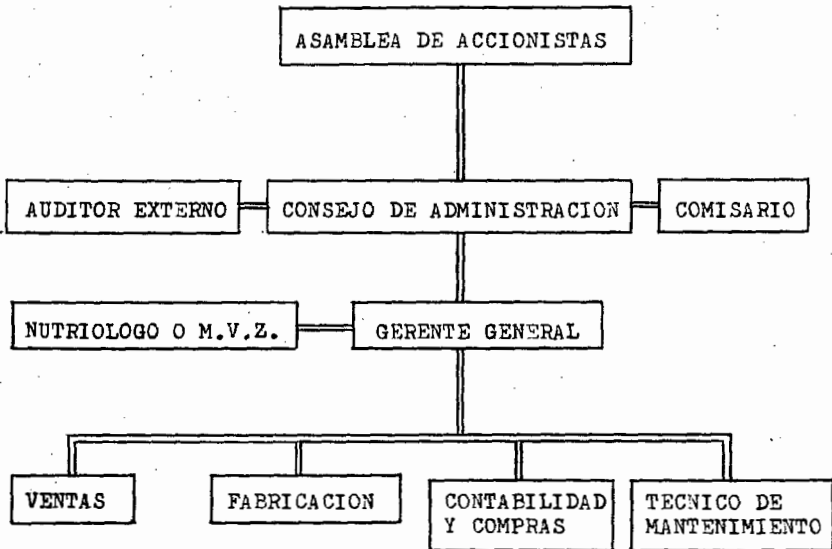 ASAMBLEA DE ACCIONISTAS
AUDITOR EXTERNO
CONSEJO DE ADMINISTRACION
COMISARIO
NUTRIOLOGO O M.V.Z.
GERENTE GENERAL
VENTAS
FABRICACION
CONTABILIDAD
Y COMPRAS
TECNICO DE
MANTENIMIENTO